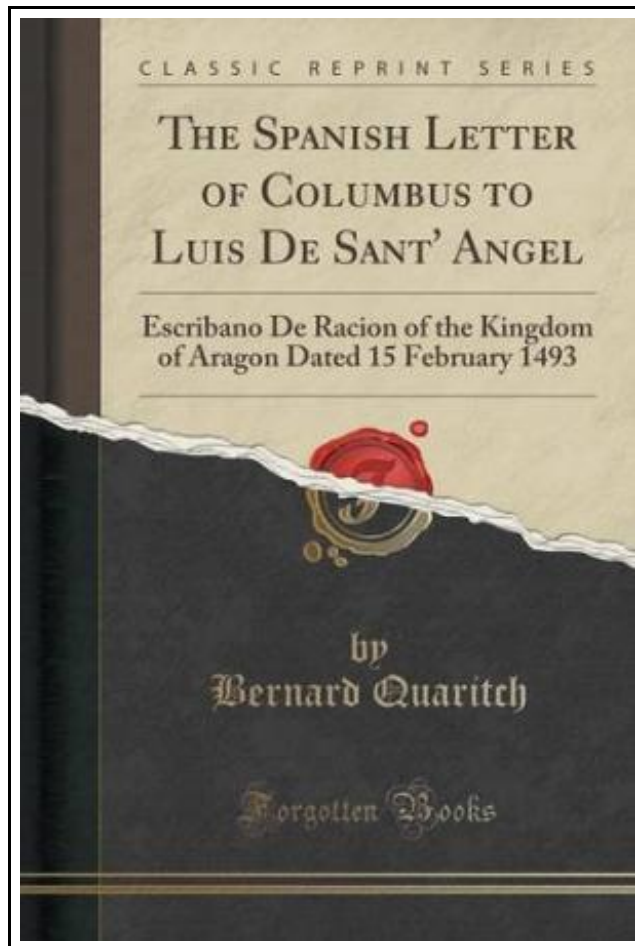 CLASSIC REPRINT SERIES
THE SPANISH LETTER
OF COLUMBUS TO
LUIS DE SANT' ANGEL
Escribano De Racion of the Kingdom
of Aragon Dated 15 February 1493
by
Bernard Quaritch
Forgotten Books